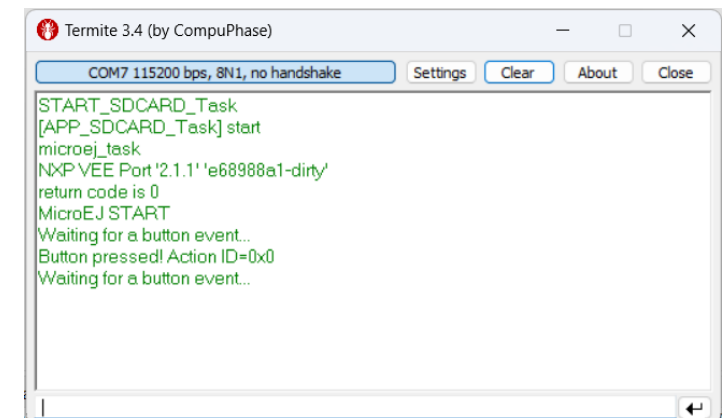 Termite 3.4 (by CompuPhase)
COM7 115200 bps, 8N1, no handshake Settings Clear About Close
START_SDCARD_Task
[APP_SDCARD_Task] start
microej_task
NXP VEE Port '2.1.1' 'e68988a1-dirty'
return code is 0
MicroEJ START
Waiting for a button event...
Button pressed! Action ID=0x0
Waiting for a button event...